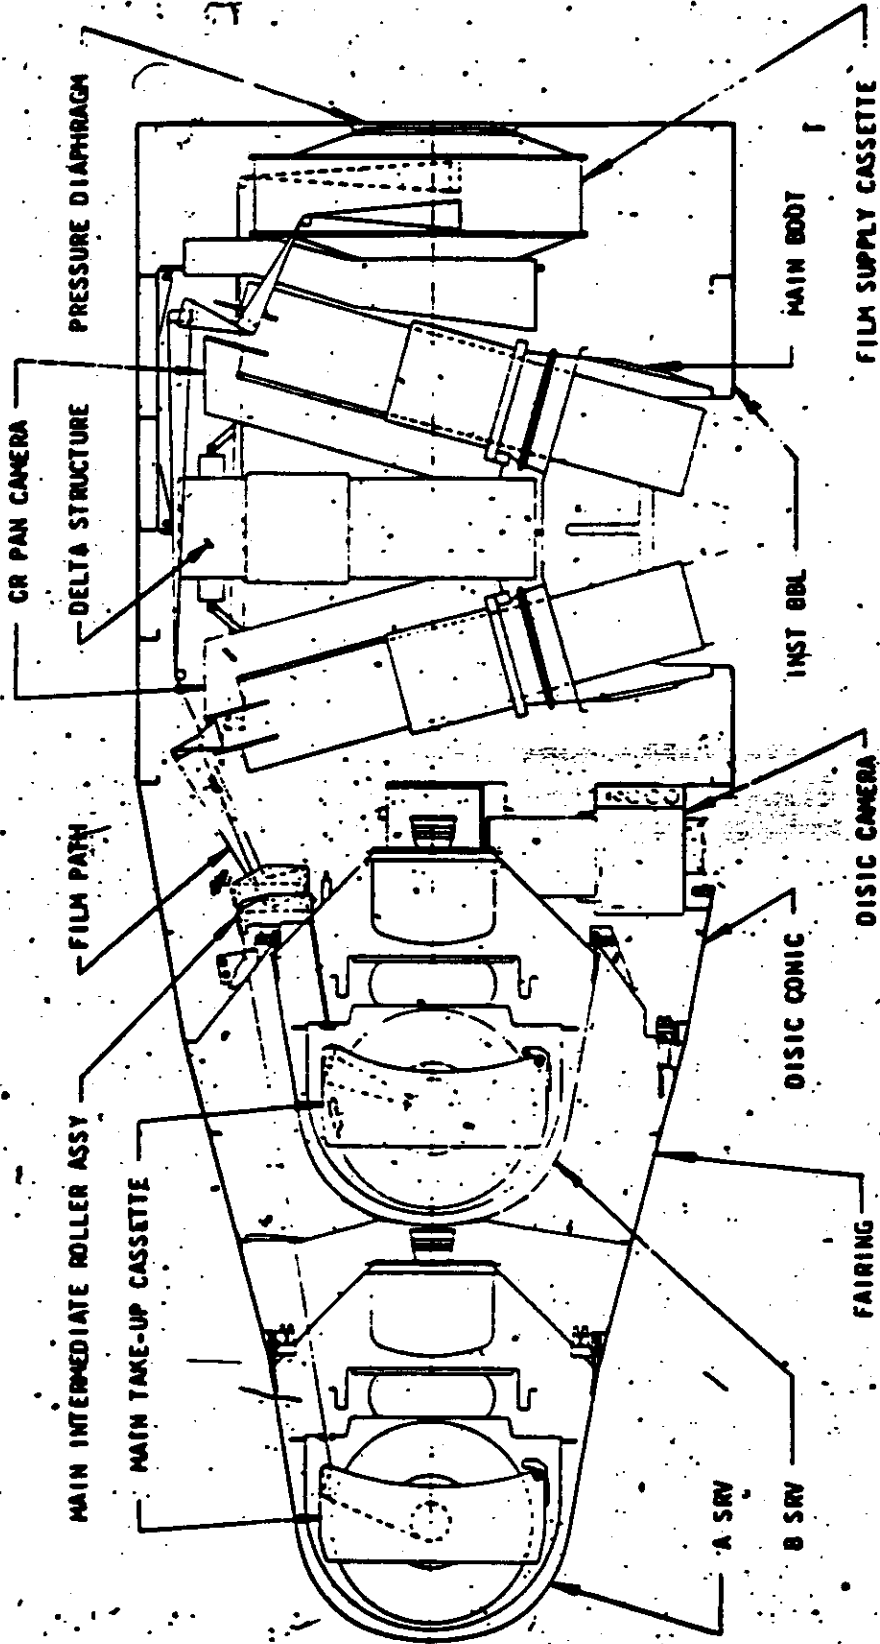 PRESSURE DIAPHRAGM
CR PAN CAMERA
DELTA STRUCTURE
FILM PATH
MAIN INTERMEDIATE ROLLER ASSY
MAIN TAKE-UP CASSETTE
FILM SUPPLY CASSETTE
MAIN BODT
INST BBL
DISIC CAMERA
DISIC CONIC
FAIRING
B SRV
A SRV